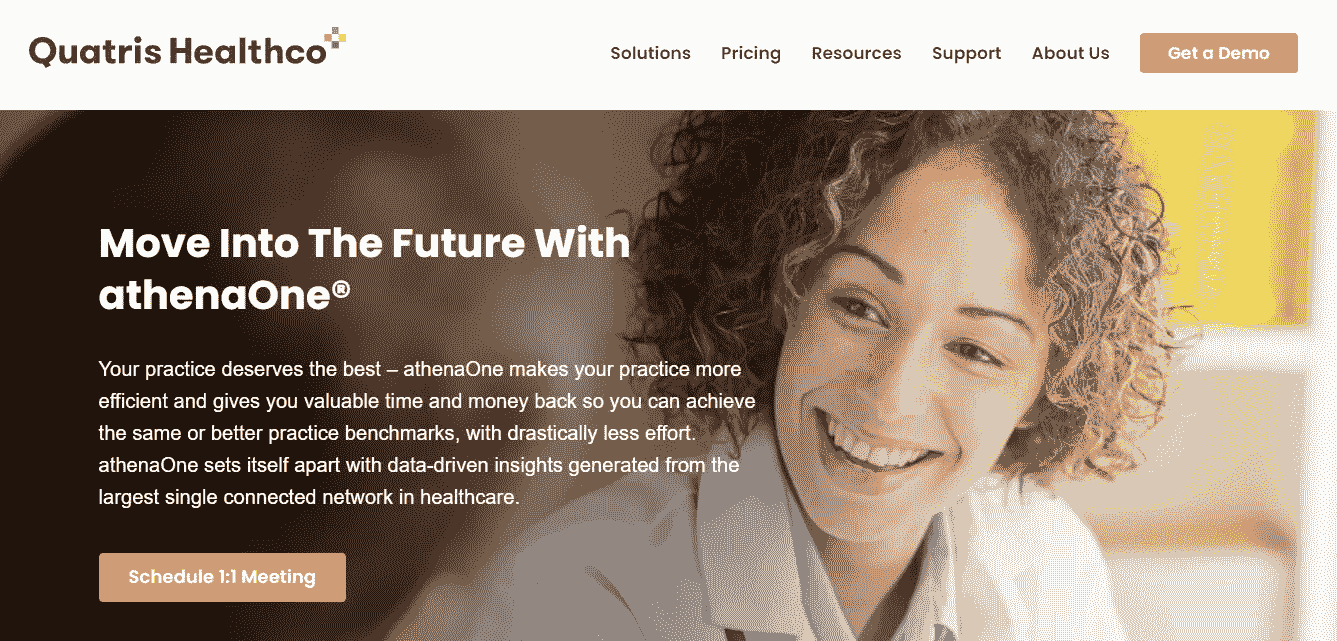 Quatris Healthco
Solutions Pricing Resources Support About Us Get a Demo
Move Into The Future With
athenaOne®
Your practice deserves the best – athenaOne makes your practice more
efficient and gives you valuable time and money back so you can achieve
the same or better practice benchmarks, with drastically less effort.
athenaOne sets itself apart with data-driven insights generated from the
largest single connected network in healthcare.
Schedule 1:1 Meeting